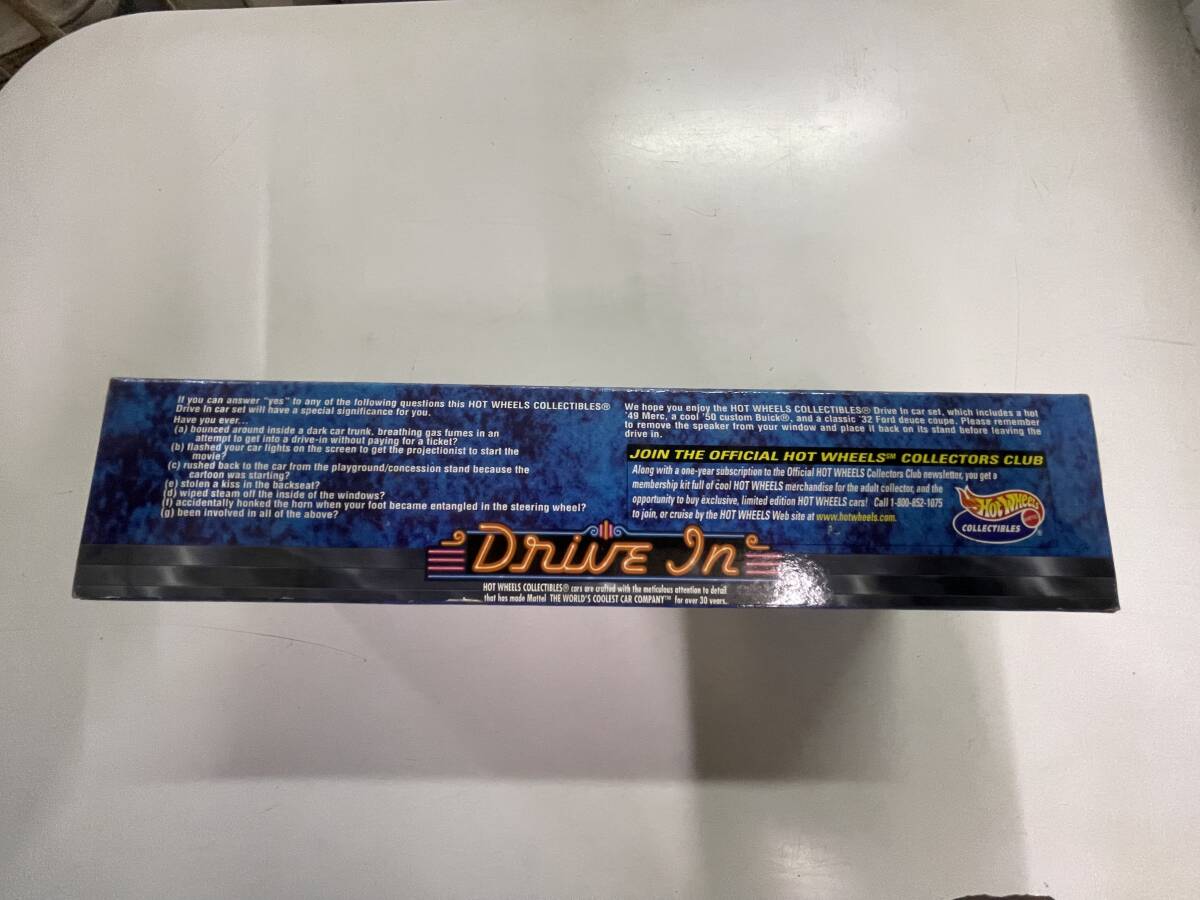 If you can answer "yes" to any of the following questions this HOT WHEELS COLLECTIBLES®
Drive In car set will have a special significance for you.
Have you ever...
(a) bounced around inside a dark car trunk, breathing gas fumes in an
attempt to get into a drive-in without paying for a ticket?
(b) flashed your car lights on the screen to get the projectionist to start the
movie?
(c) rushed back to the car from the playground/concession stand because the
cartoon was starting?
(e) stolen a kiss in the backseat?
(d) wiped steam off the inside of the windows?
(f) accidentally honked the horn when your foot became entangled in the steering wheel?
(g) been involved in all of the above?
We hope you enjoy the HOT WHEELS COLLECTIBLES® Drive In car set, which includes a hot
'49 Merc, a cool '50 custom Buick®, and a classic '32 Ford deuce coupe. Please remember
to remove the speaker from your window and place it back on its stand before leaving the
drive in.
JOIN THE OFFICIAL HOT WHEELS℠ COLLECTORS CLUB
Along with a one-year subscription to the Official HOT WHEELS Collectors Club newsletter, you get a
membership kit full of cool HOT WHEELS merchandise for the adult collector, and the
opportunity to buy exclusive, limited edition HOT WHEELS cars! Call 1-800-852-1075
to join, or cruise by the HOT WHEELS Web site at www.hotwheels.com.
Hot Wheels
COLLECTIBLES
Drive In
HOT WHEELS COLLECTIBLES® cars are crafted with the meticulous attention to detail
that has made Mattel THE WORLD'S COOLEST CAR COMPANY™ for over 30 years.